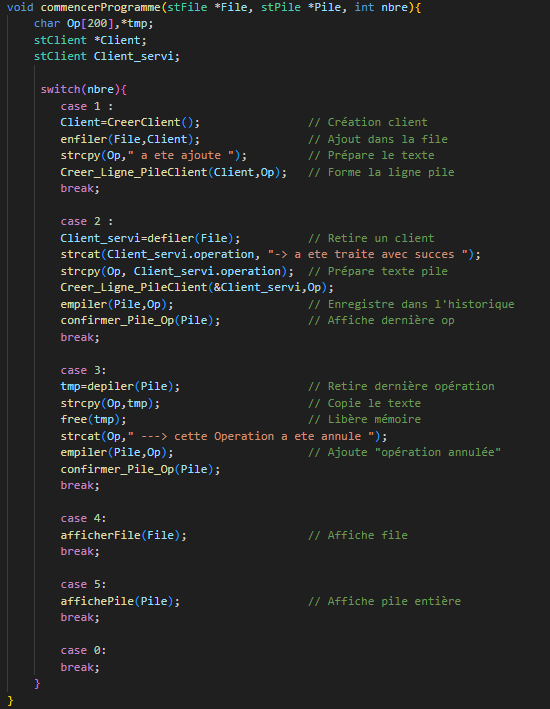 void commencerProgramme(stFile *File, stPile *Pile, int nbre){
char Op[200],*tmp;
stClient *Client;
stClient Client_servi;
switch(nbre){
case 1 :
Client=CreerClient(); // Création client
enfiler(File,Client); // Ajout dans la file
strcpy(Op," a ete ajoute "); // Prépare le texte
Creer_Ligne_PileClient(Client,Op); // Forme la ligne pile
break;
case 2 :
Client_servi=defiler(File); // Retire un client
strcat(Client_servi.operation, "-> a ete traite avec succes ");
strcpy(Op, Client_servi.operation); // Prépare texte pile
Creer_Ligne_PileClient(&Client_servi,Op);
empiler(Pile,Op); // Enregistre dans l'historique
confirmer_Pile_Op(Pile); // Affiche dernière op
break;
case 3:
tmp=depiler(Pile); // Retire dernière opération
strcpy(Op,tmp); // Copie le texte
free(tmp); // Libère mémoire
strcat(Op," ---> cette Operation a ete annule ");
empiler(Pile,Op); // Ajoute "opération annulée"
confirmer_Pile_Op(Pile);
break;
case 4:
afficherFile(File); // Affiche file
break;
case 5:
affichePile(Pile); // Affiche pile entière
break;
case 0:
break;
}
}